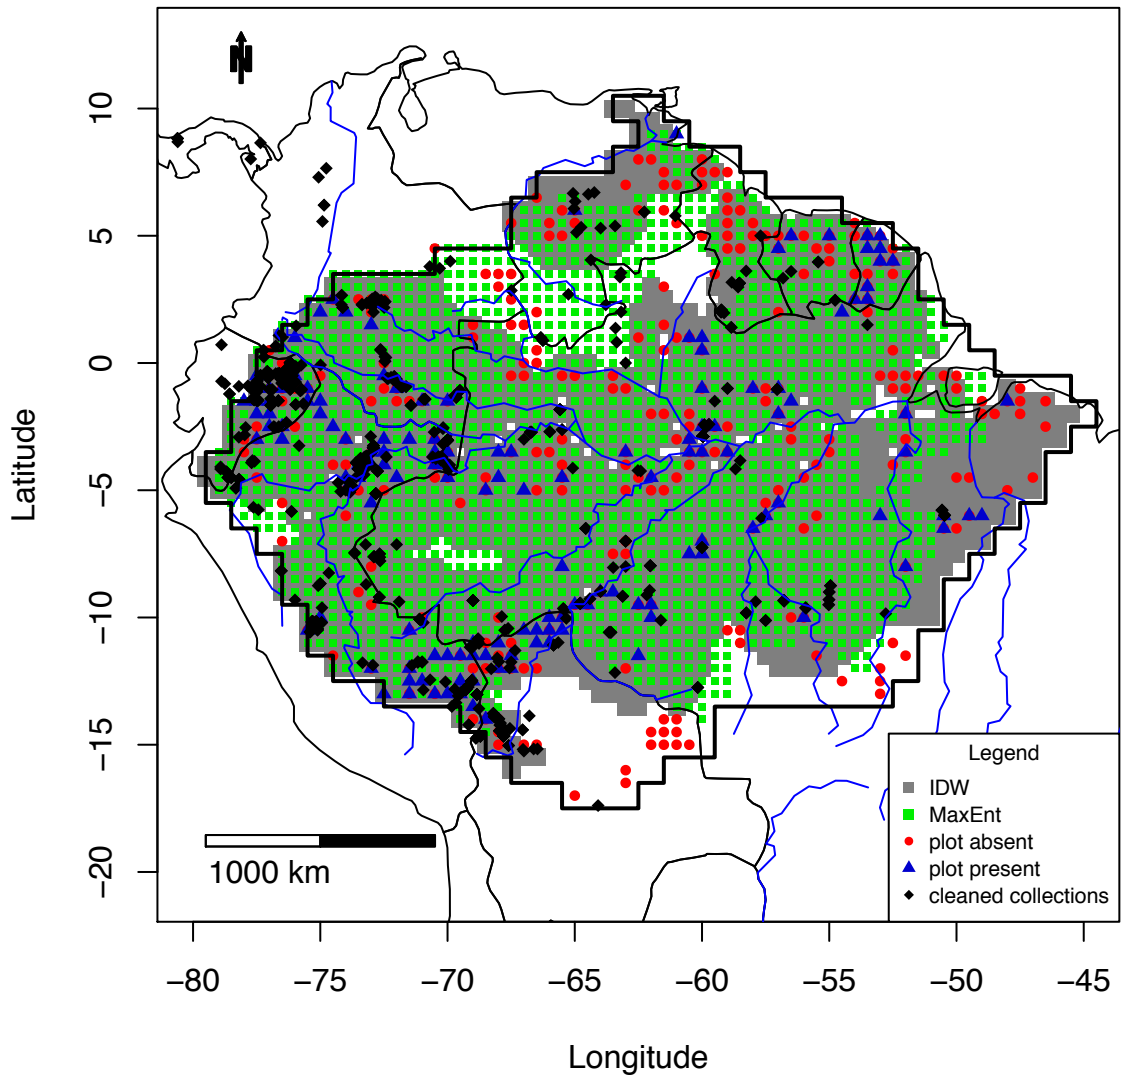 N
10
5
0
−5
−10
−15
−20
Latitude
1000 km
Legend
IDW
MaxEnt
plot absent
plot present
cleaned collections
−80 −75 −70 −65 −60 −55 −50 −45
Longitude